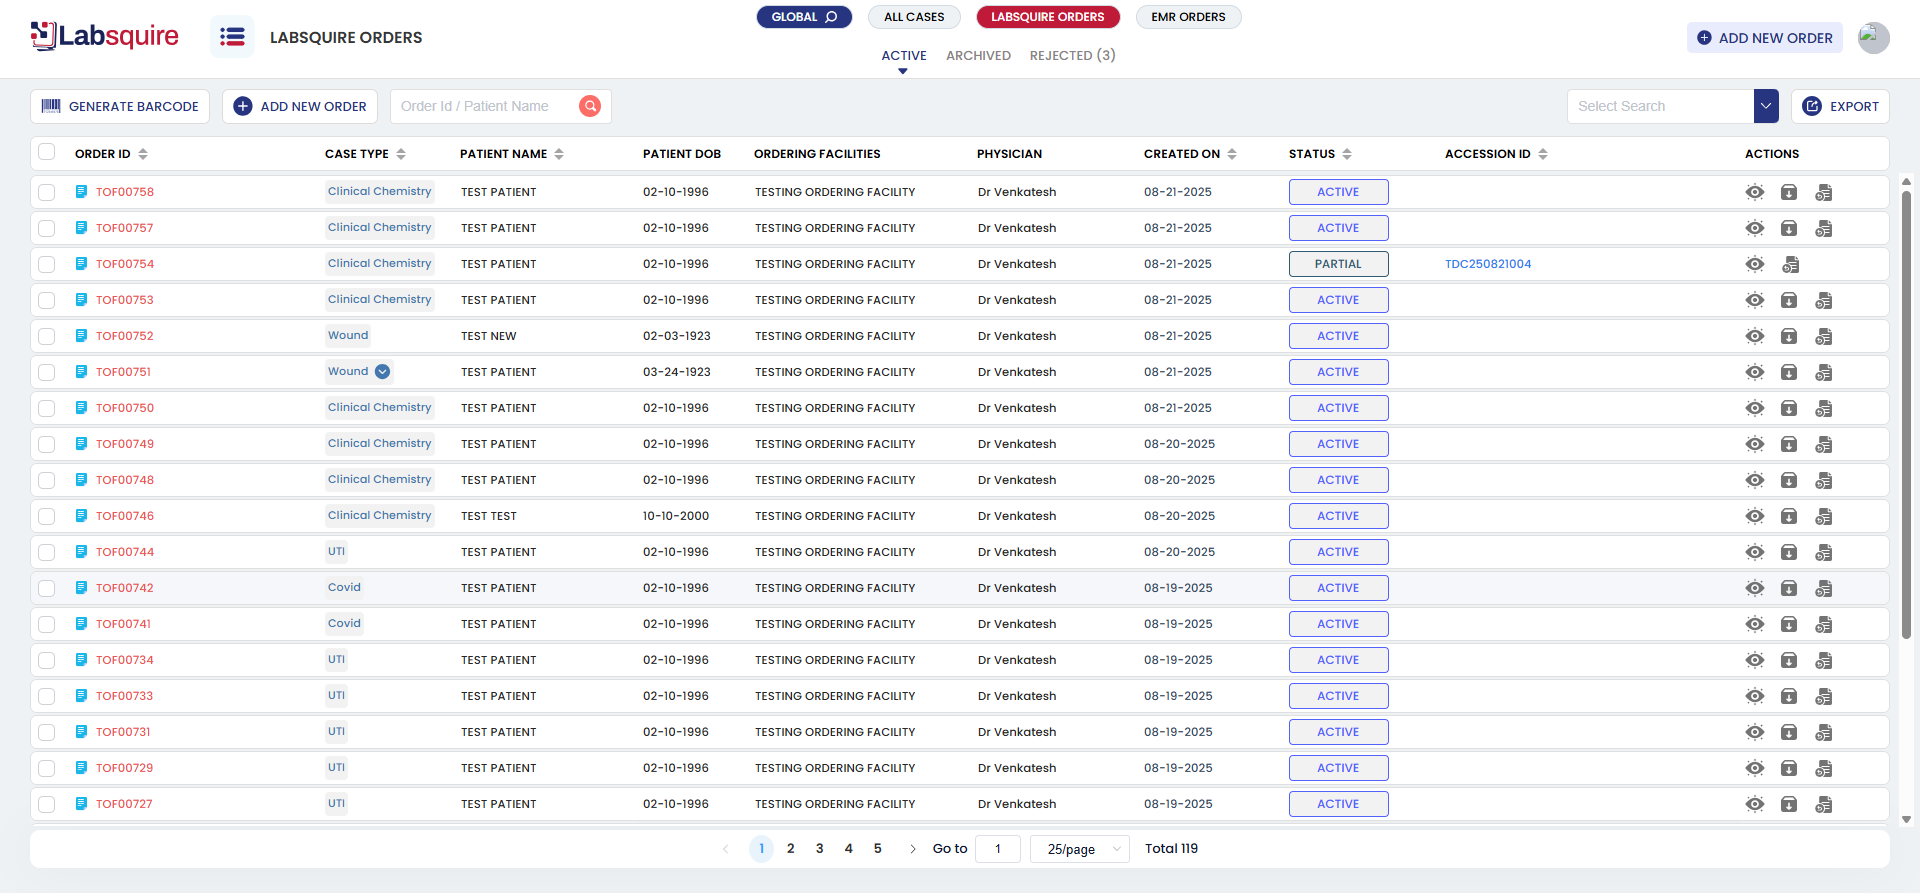 Labsquire
LABSQUIRE ORDERS
GLOBAL
ALL CASES
LABSQUIRE ORDERS
EMR ORDERS
ACTIVE
ARCHIVED
REJECTED (3)
ADD NEW ORDER
GENERATE BARCODE
ADD NEW ORDER
Order Id / Patient Name
Select Search
EXPORT
ORDER ID CASE TYPE PATIENT NAME PATIENT DOB ORDERING FACILITIES PHYSICIAN CREATED ON STATUS ACCESSION ID ACTIONS
TOF00758 Clinical Chemistry TEST PATIENT 02-10-1996 TESTING ORDERING FACILITY Dr Venkatesh 08-21-2025 ACTIVE
TOF00757 Clinical Chemistry TEST PATIENT 02-10-1996 TESTING ORDERING FACILITY Dr Venkatesh 08-21-2025 ACTIVE
TOF00754 Clinical Chemistry TEST PATIENT 02-10-1996 TESTING ORDERING FACILITY Dr Venkatesh 08-21-2025 PARTIAL TDC250821004
TOF00753 Clinical Chemistry TEST PATIENT 02-10-1996 TESTING ORDERING FACILITY Dr Venkatesh 08-21-2025 ACTIVE
TOF00752 Wound TEST NEW 02-03-1923 TESTING ORDERING FACILITY Dr Venkatesh 08-21-2025 ACTIVE
TOF00751 Wound TEST PATIENT 03-24-1923 TESTING ORDERING FACILITY Dr Venkatesh 08-21-2025 ACTIVE
TOF00750 Clinical Chemistry TEST PATIENT 02-10-1996 TESTING ORDERING FACILITY Dr Venkatesh 08-21-2025 ACTIVE
TOF00749 Clinical Chemistry TEST PATIENT 02-10-1996 TESTING ORDERING FACILITY Dr Venkatesh 08-20-2025 ACTIVE
TOF00748 Clinical Chemistry TEST PATIENT 02-10-1996 TESTING ORDERING FACILITY Dr Venkatesh 08-20-2025 ACTIVE
TOF00746 Clinical Chemistry TEST TEST 10-10-2000 TESTING ORDERING FACILITY Dr Venkatesh 08-20-2025 ACTIVE
TOF00744 UTI TEST PATIENT 02-10-1996 TESTING ORDERING FACILITY Dr Venkatesh 08-20-2025 ACTIVE
TOF00742 Covid TEST PATIENT 02-10-1996 TESTING ORDERING FACILITY Dr Venkatesh 08-19-2025 ACTIVE
TOF00741 Covid TEST PATIENT 02-10-1996 TESTING ORDERING FACILITY Dr Venkatesh 08-19-2025 ACTIVE
TOF00734 UTI TEST PATIENT 02-10-1996 TESTING ORDERING FACILITY Dr Venkatesh 08-19-2025 ACTIVE
TOF00733 UTI TEST PATIENT 02-10-1996 TESTING ORDERING FACILITY Dr Venkatesh 08-19-2025 ACTIVE
TOF00731 UTI TEST PATIENT 02-10-1996 TESTING ORDERING FACILITY Dr Venkatesh 08-19-2025 ACTIVE
TOF00729 UTI TEST PATIENT 02-10-1996 TESTING ORDERING FACILITY Dr Venkatesh 08-19-2025 ACTIVE
TOF00727 UTI TEST PATIENT 02-10-1996 TESTING ORDERING FACILITY Dr Venkatesh 08-19-2025 ACTIVE
1 2 3 4 5 Go to 1 25/page Total 119